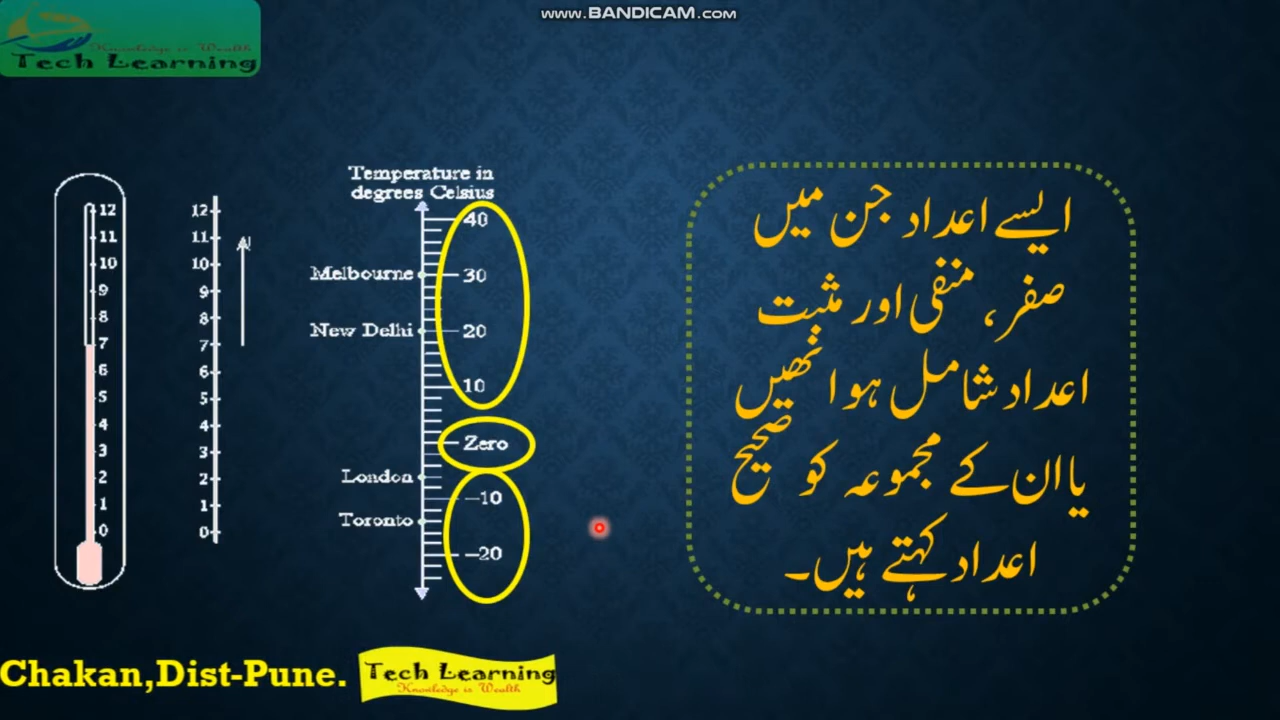 www.BANDICAM.com
Knowledge is Wealth
Tech Learning
Temperature in
degrees Celsius
12
11
10
9
8
7
6
5
4
3
2
1
0
12
11
10
9
8
7
6
5
4
3
2
1
0
40
Melbourne 30
New Delhi 20
10
Zero
London
−10
Toronto
−20
ایسے اعداد جن میں
صفر، منفی اور مثبت
اعداد شامل ہو انھیں
یا ان کے مجموعہ کو صحیح
اعداد کہتے ہیں۔
Chakan,Dist-Pune.
Tech Learning
Knowledge is Wealth